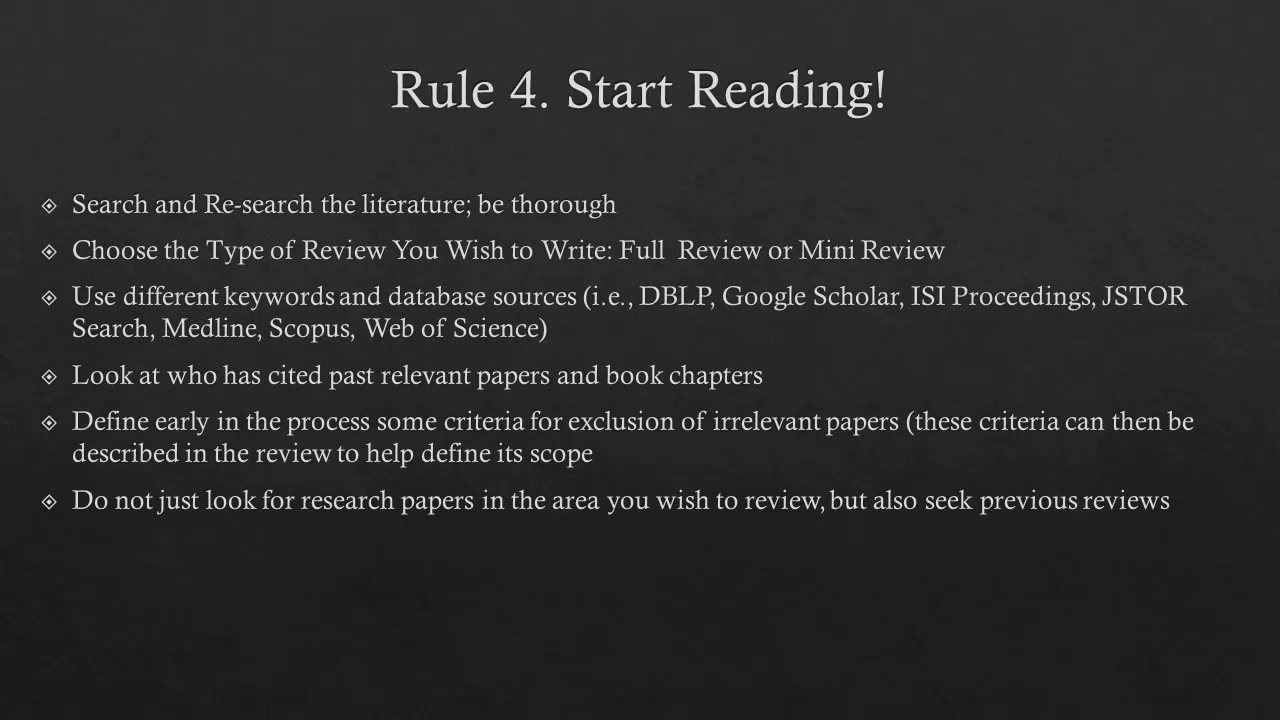 Rule 4. Start Reading!
Search and Re-search the literature; be thorough
Choose the Type of Review You Wish to Write: Full  Review or Mini Review
Use different keywords and database sources (i.e., DBLP, Google Scholar, ISI Proceedings, JSTOR
Search, Medline, Scopus, Web of Science)
Look at who has cited past relevant papers and book chapters
Define early in the process some criteria for exclusion of irrelevant papers (these criteria can then be
described in the review to help define its scope
Do not just look for research papers in the area you wish to review, but also seek previous reviews